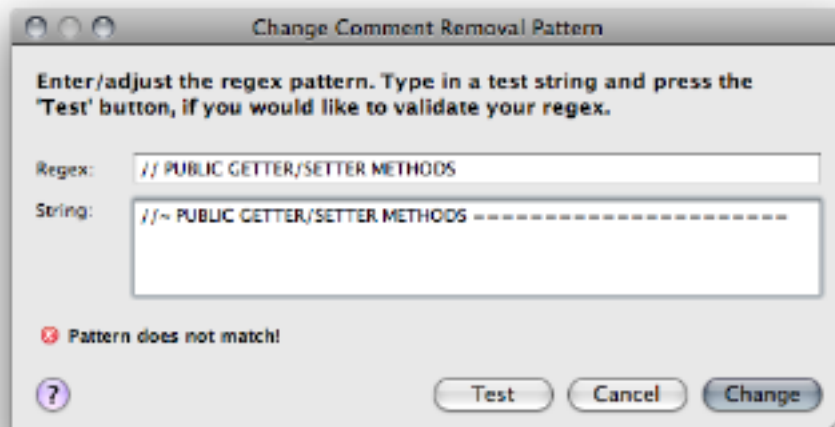 Change Comment Removal Pattern
Enter/adjust the regex pattern. Type in a test string and press the
'Test' button, if you would like to validate your regex.
Regex: // PUBLIC GETTER/SETTER METHODS
String: //~ PUBLIC GETTER/SETTER METHODS ======================
Pattern does not match!
? Test Cancel Change